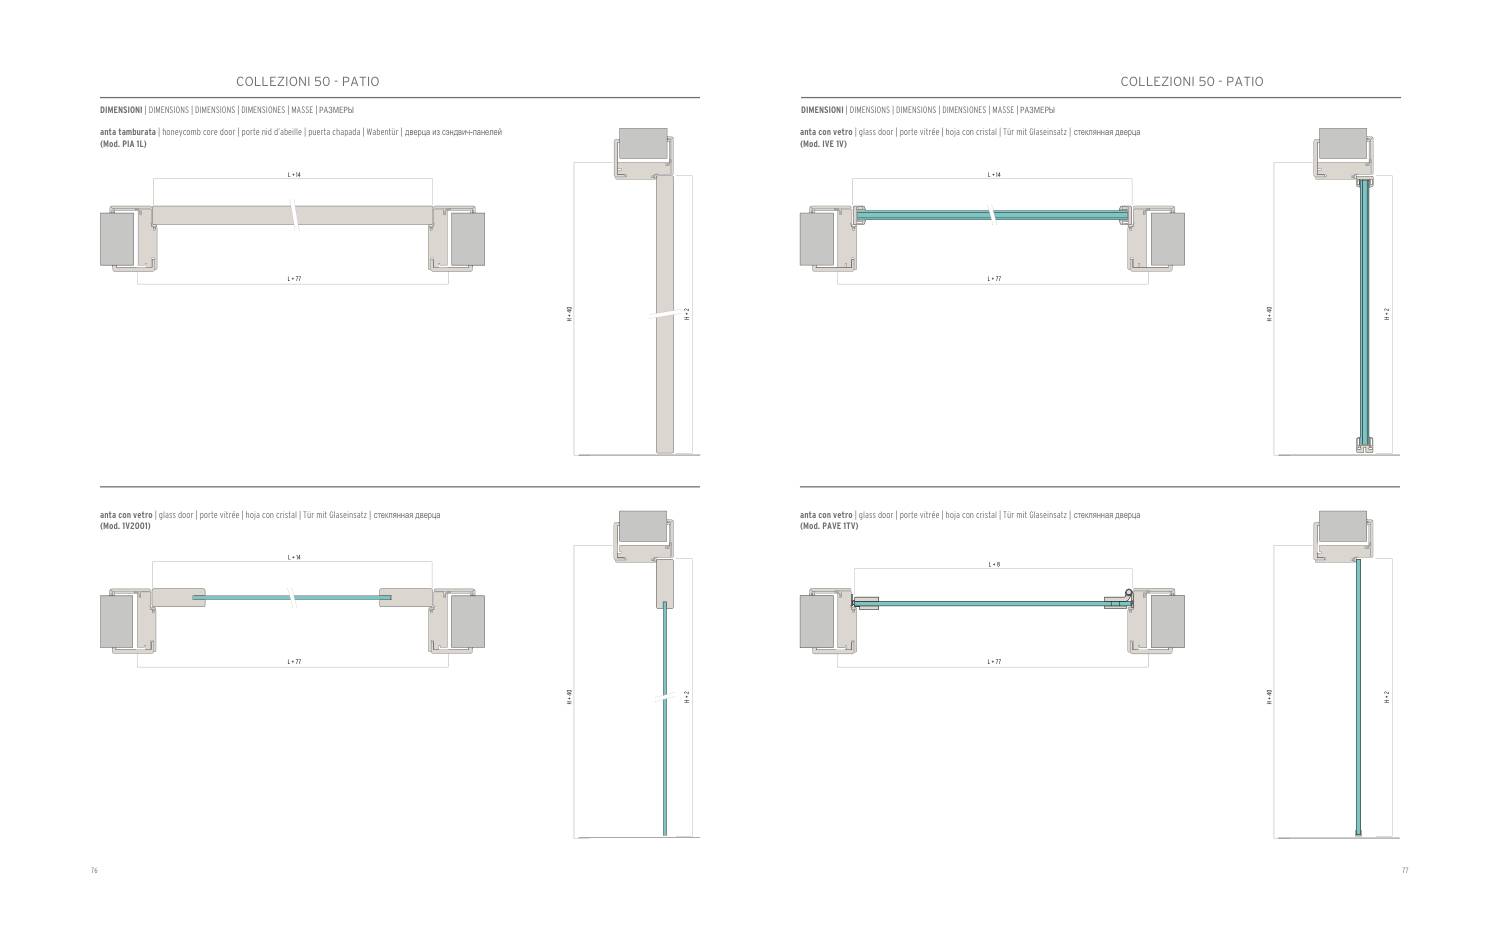 COLLEZIONI 50 - PATIO
DIMENSIONI | DIMENSIONS | DIMENSIONS | DIMENSIONES | MASSE | РАЗМЕРЫ
anta tamburata | honeycomb core door | porte nid d'abeille | puerta chapada | Wabentür | дверца из сэндвич-панелей
(Mod. PIA 1L)
L + 14
L + 77
H + 40
H + 2
anta con vetro | glass door | porte vitrée | hoja con cristal | Tür mit Glaseinsatz | стеклянная дверца
(Mod. 1V2001)
L + 14
L + 77
H + 40
H + 2
76
COLLEZIONI 50 - PATIO
DIMENSIONI | DIMENSIONS | DIMENSIONS | DIMENSIONES | MASSE | РАЗМЕРЫ
anta con vetro | glass door | porte vitrée | hoja con cristal | Tür mit Glaseinsatz | стеклянная дверца
(Mod. IVE 1V)
L + 14
L + 77
H + 40
H + 2
anta con vetro | glass door | porte vitrée | hoja con cristal | Tür mit Glaseinsatz | стеклянная дверца
(Mod. PAVE 1TV)
L + 8
L + 77
H + 40
H + 2
77